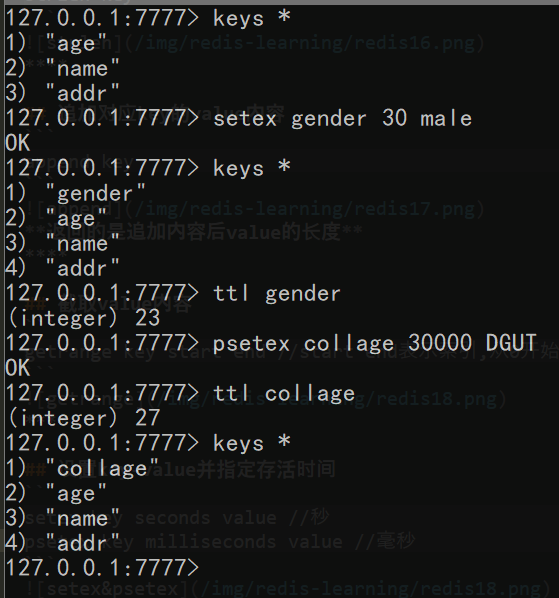 127.0.0.1:7777> keys *
1) "age"
2) "name"
3) "addr"
127.0.0.1:7777> setex gender 30 male
OK
127.0.0.1:7777> keys *
1) "gender"
2) "age"
3) "name"
4) "addr"
127.0.0.1:7777> ttl gender
(integer) 23
127.0.0.1:7777> psetex collage 30000 DGUT
OK
127.0.0.1:7777> ttl collage
(integer) 27
127.0.0.1:7777> keys *
1) "collage"
2) "age"
3) "name"
4) "addr"
127.0.0.1:7777>